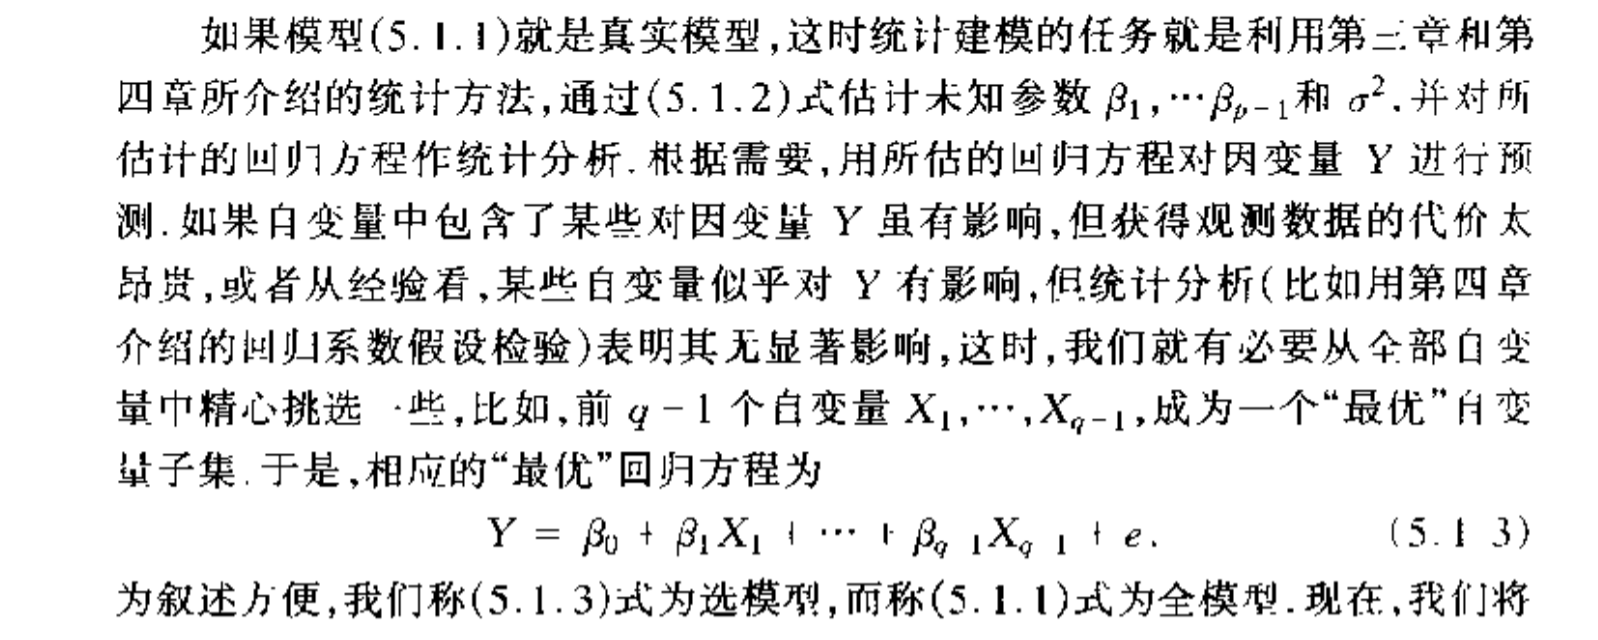 如果模型(5.1.1)就是真实模型,这时统计建模的任务就是利用第三章和第
四章所介绍的统计方法,通过(5.1.2)式估计未知参数 β₁,…βₚ₋₁和 σ².并对所
估计的回归方程作统计分析.根据需要,用所估的回归方程对因变量 Y 进行预
测.如果自变量中包含了某些对因变量 Y 虽有影响,但获得观测数据的代价太
昂贵,或者从经验看,某些自变量似乎对 Y 有影响,但统计分析(比如用第四章
介绍的回归系数假设检验)表明其无显著影响,这时,我们就有必要从全部自变
量中精心挑选一些,比如,前 q − 1 个自变量 X₁,…,X_{q−1},成为一个“最优”自变
量子集.于是,相应的“最优”回归方程为
Y = β₀ + β₁X₁ + … + β_{q−1}X_{q−1} + e. (5.1.3)
为叙述方便,我们称(5.1.3)式为选模型,而称(5.1.1)式为全模型.现在,我们将